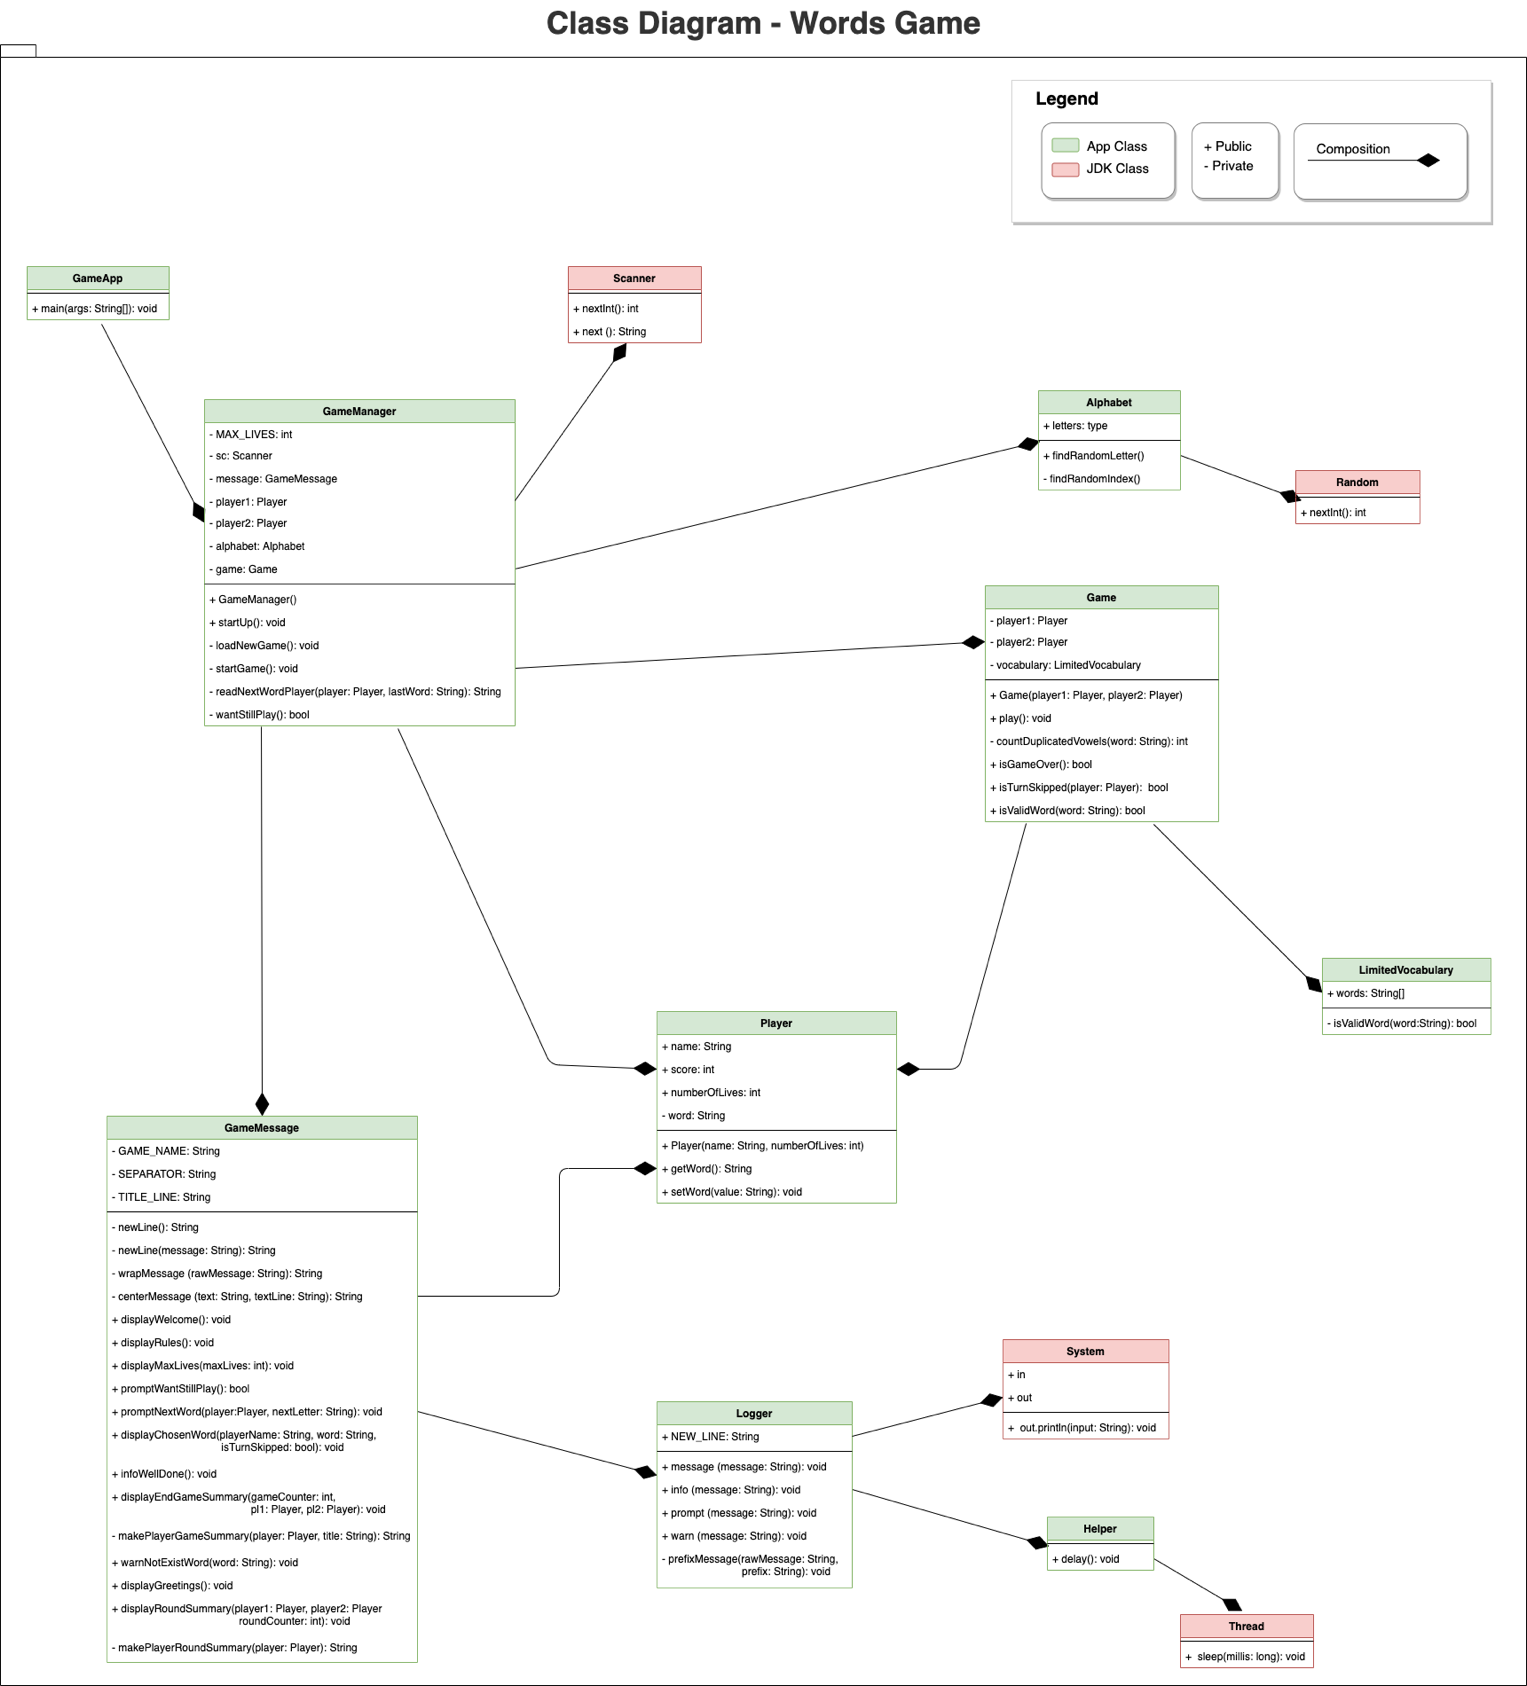 Class Diagram - Words Game
Legend
App Class
JDK Class
+ Public
- Private
Composition
GameApp
+ main(args: String[]): void
Scanner
+ nextInt(): int
+ next (): String
GameManager
- MAX_LIVES: int
- sc: Scanner
- message: GameMessage
- player1: Player
- player2: Player
- alphabet: Alphabet
- game: Game
+ GameManager()
+ startUp(): void
- loadNewGame(): void
- startGame(): void
- readNextWordPlayer(player: Player, lastWord: String): String
- wantStillPlay(): bool
Alphabet
+ letters: type
+ findRandomLetter()
- findRandomIndex()
Random
+ nextInt(): int
Game
- player1: Player
- player2: Player
- vocabulary: LimitedVocabulary
+ Game(player1: Player, player2: Player)
+ play(): void
- countDuplicatedVowels(word: String): int
+ isGameOver(): bool
+ isTurnSkipped(player: Player):  bool
+ isValidWord(word: String): bool
LimitedVocabulary
+ words: String[]
- isValidWord(word:String): bool
Player
+ name: String
+ score: int
+ numberOfLives: int
- word: String
+ Player(name: String, numberOfLives: int)
+ getWord(): String
+ setWord(value: String): void
GameMessage
- GAME_NAME: String
- SEPARATOR: String
- TITLE_LINE: String
- newLine(): String
- newLine(message: String): String
- wrapMessage (rawMessage: String): String
- centerMessage (text: String, textLine: String): String
+ displayWelcome(): void
+ displayRules(): void
+ displayMaxLives(maxLives: int): void
+ promptWantStillPlay(): bool
+ promptNextWord(player:Player, nextLetter: String): void
+ displayChosenWord(playerName: String, word: String,
isTurnSkipped: bool): void
+ infoWellDone(): void
+ displayEndGameSummary(gameCounter: int,
pl1: Player, pl2: Player): void
- makePlayerGameSummary(player: Player, title: String): String
+ warnNotExistWord(word: String): void
+ displayGreetings(): void
+ displayRoundSummary(player1: Player, player2: Player
roundCounter: int): void
- makePlayerRoundSummary(player: Player): String
Logger
+ NEW_LINE: String
+ message (message: String): void
+ info (message: String): void
+ prompt (message: String): void
+ warn (message: String): void
- prefixMessage(rawMessage: String,
prefix: String): void
System
+ in
+ out
+  out.println(input: String): void
Helper
+ delay(): void
Thread
+  sleep(millis: long): void